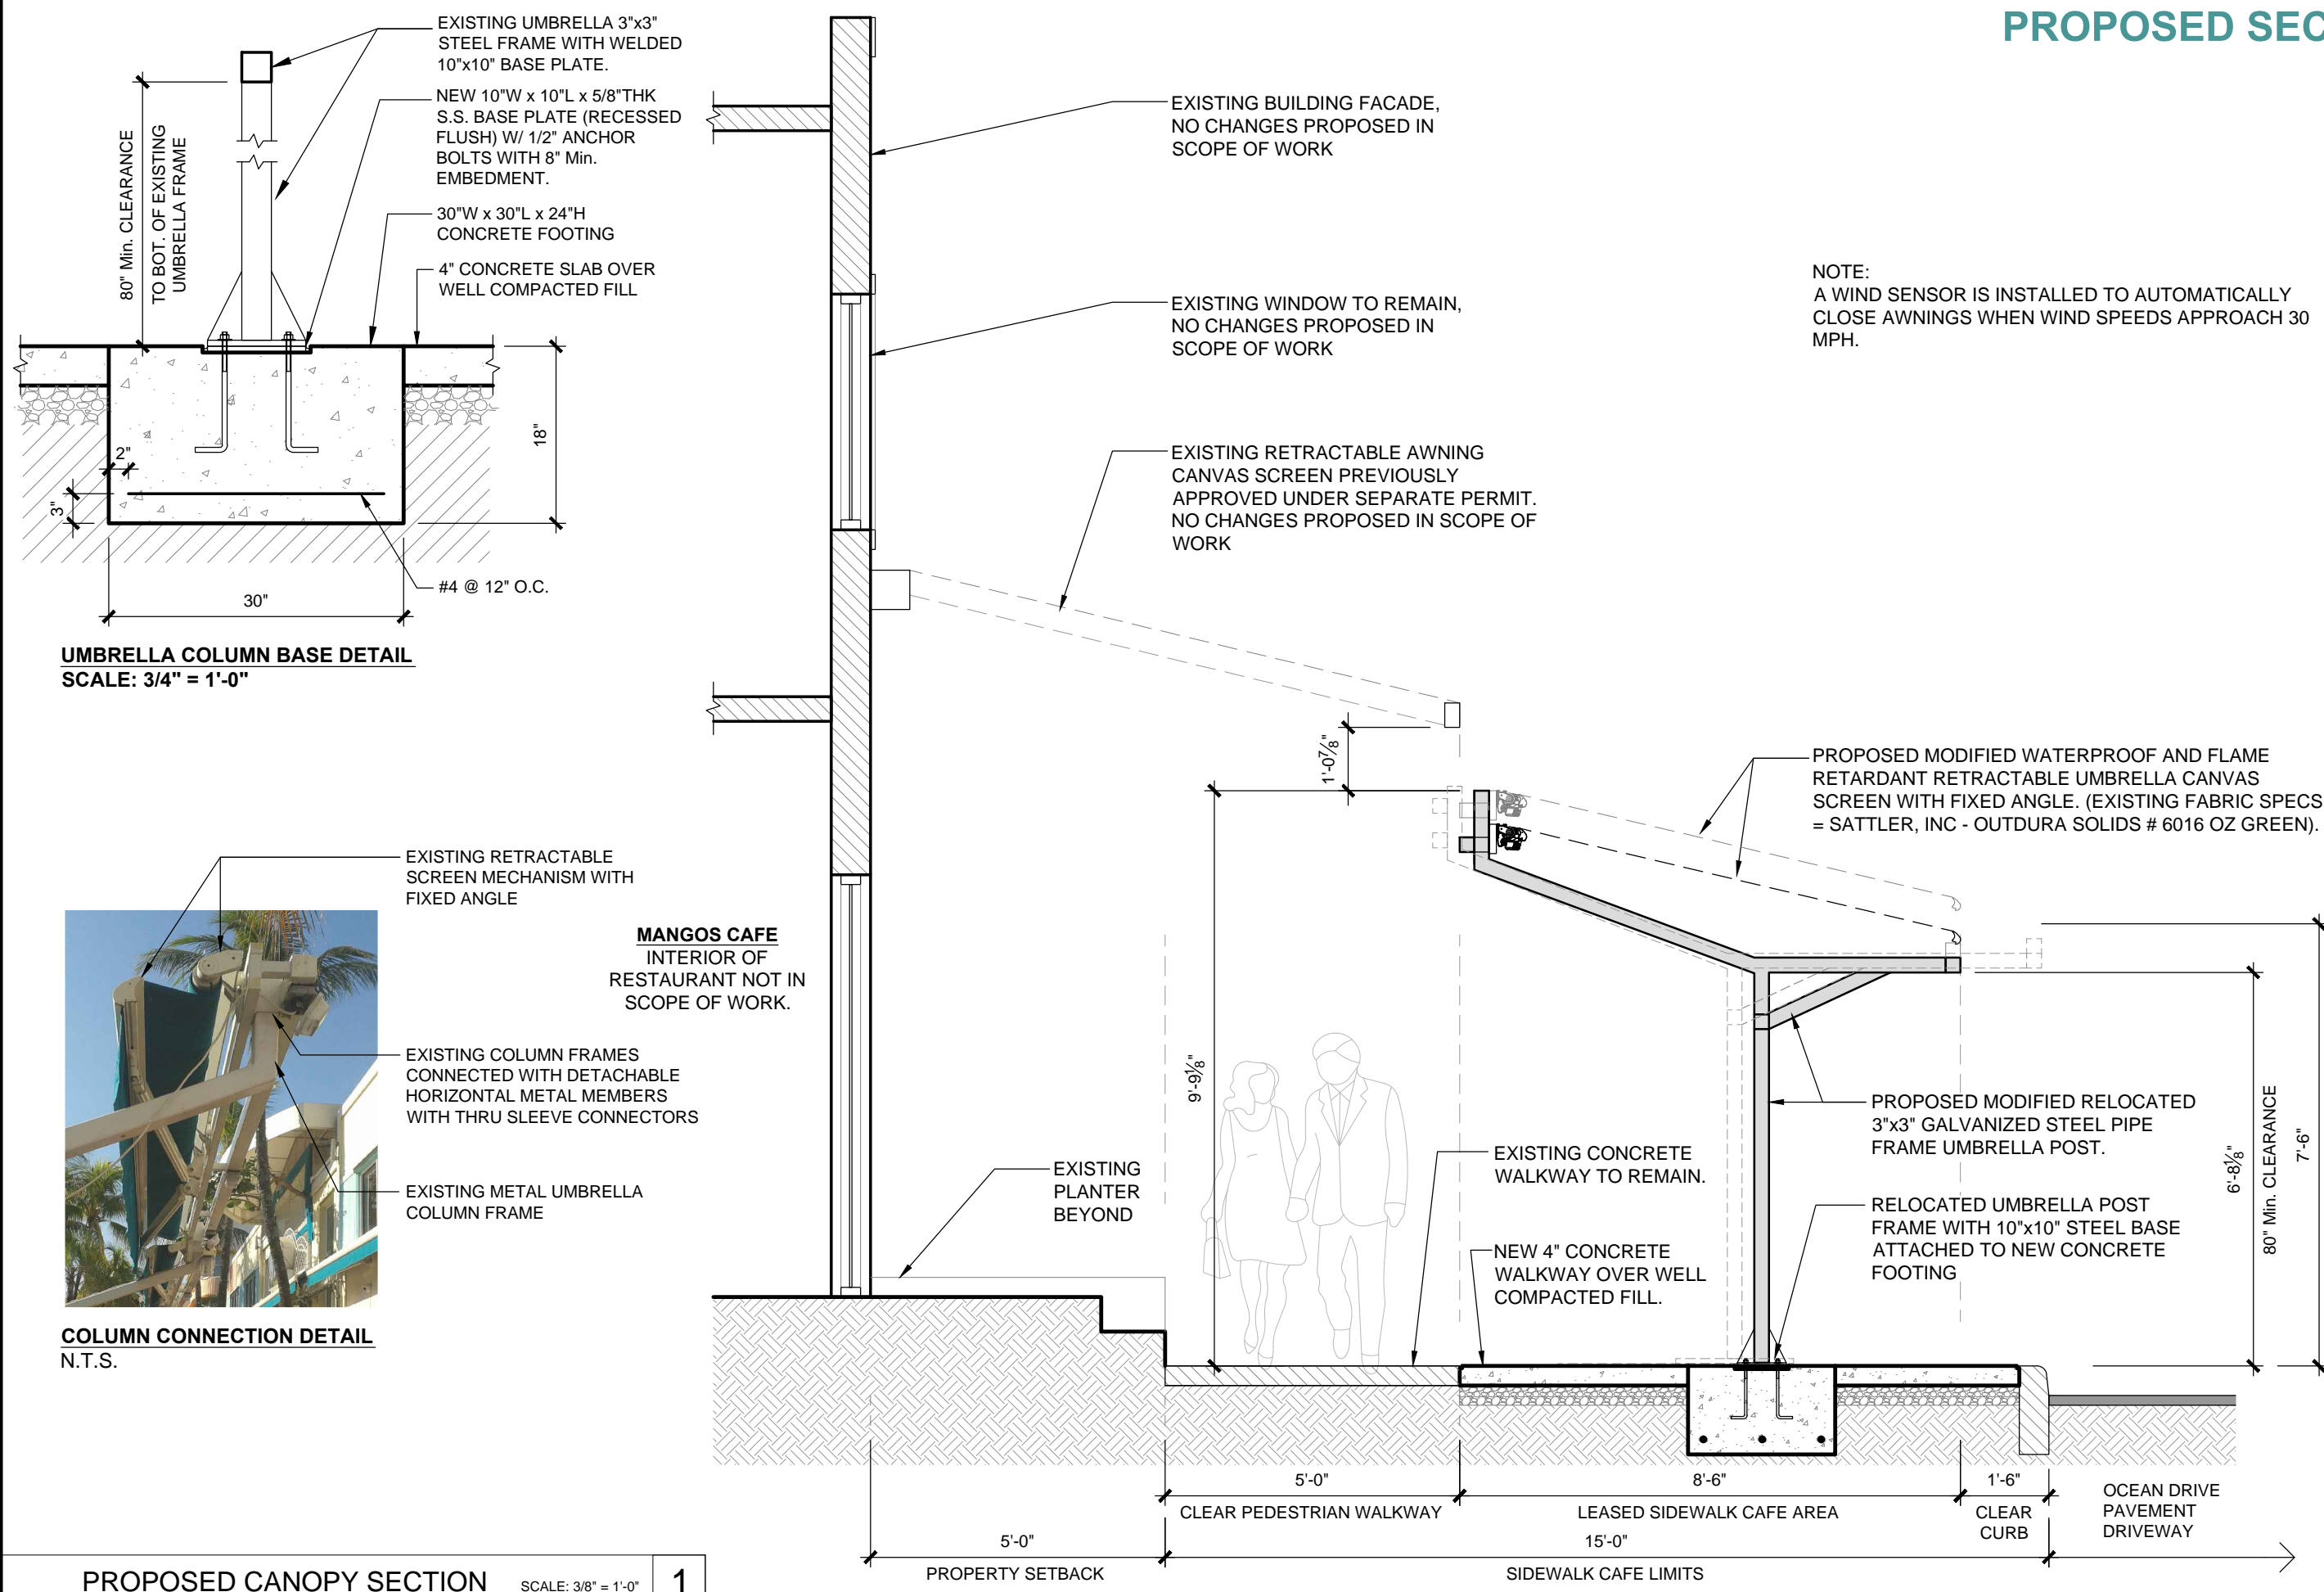 PROPOSED SEC
EXISTING UMBRELLA 3"x3"
STEEL FRAME WITH WELDED
10"x10" BASE PLATE.
NEW 10"W x 10"L x 5/8"THK
S.S. BASE PLATE (RECESSED
FLUSH) W/ 1/2" ANCHOR
BOLTS WITH 8" Min.
EMBEDMENT.
30"W x 30"L x 24"H
CONCRETE FOOTING
4" CONCRETE SLAB OVER
WELL COMPACTED FILL
80" Min. CLEARANCE
TO BOT. OF EXISTING
UMBRELLA FRAME
18"
2"
3"
#4 @ 12" O.C.
30"
UMBRELLA COLUMN BASE DETAIL
SCALE: 3/4" = 1'-0"
EXISTING BUILDING FACADE,
NO CHANGES PROPOSED IN
SCOPE OF WORK
EXISTING WINDOW TO REMAIN,
NO CHANGES PROPOSED IN
SCOPE OF WORK
NOTE:
A WIND SENSOR IS INSTALLED TO AUTOMATICALLY
CLOSE AWNINGS WHEN WIND SPEEDS APPROACH 30
MPH.
EXISTING RETRACTABLE AWNING
CANVAS SCREEN PREVIOUSLY
APPROVED UNDER SEPARATE PERMIT.
NO CHANGES PROPOSED IN SCOPE OF
WORK
1'-0⅞"
PROPOSED MODIFIED WATERPROOF AND FLAME
RETARDANT RETRACTABLE UMBRELLA CANVAS
SCREEN WITH FIXED ANGLE. (EXISTING FABRIC SPECS
= SATTLER, INC - OUTDURA SOLIDS # 6016 OZ GREEN).
EXISTING RETRACTABLE
SCREEN MECHANISM WITH
FIXED ANGLE
MANGOS CAFE
INTERIOR OF
RESTAURANT NOT IN
SCOPE OF WORK.
EXISTING COLUMN FRAMES
CONNECTED WITH DETACHABLE
HORIZONTAL METAL MEMBERS
WITH THRU SLEEVE CONNECTORS
EXISTING METAL UMBRELLA
COLUMN FRAME
COLUMN CONNECTION DETAIL
N.T.S.
9'-9⅛"
EXISTING
PLANTER
BEYOND
EXISTING CONCRETE
WALKWAY TO REMAIN.
NEW 4" CONCRETE
WALKWAY OVER WELL
COMPACTED FILL.
PROPOSED MODIFIED RELOCATED
3"x3" GALVANIZED STEEL PIPE
FRAME UMBRELLA POST.
RELOCATED UMBRELLA POST
FRAME WITH 10"x10" STEEL BASE
ATTACHED TO NEW CONCRETE
FOOTING
6'-8⅛"
80" Min. CLEARANCE
7'-6"
5'-0"
CLEAR PEDESTRIAN WALKWAY
8'-6"
LEASED SIDEWALK CAFE AREA
1'-6"
CLEAR
CURB
OCEAN DRIVE
PAVEMENT
DRIVEWAY
5'-0"
PROPERTY SETBACK
15'-0"
SIDEWALK CAFE LIMITS
PROPOSED CANOPY SECTION
SCALE: 3/8" = 1'-0"
1